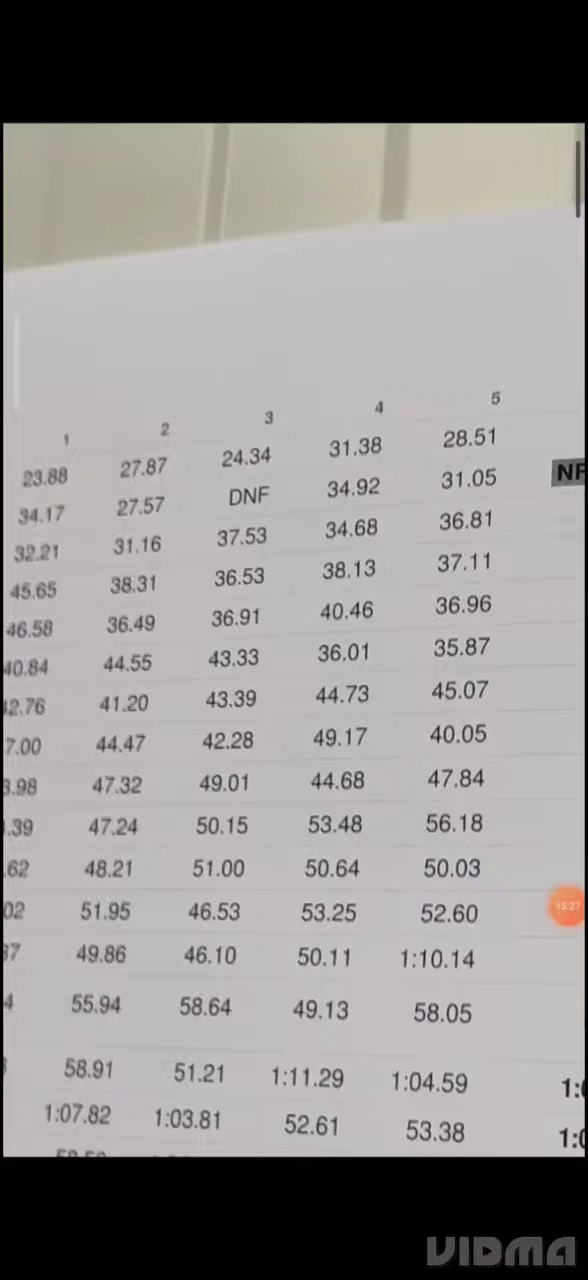 1 2 3 4 5
23.88 27.87 24.34 31.38 28.51
34.17 27.57 DNF 34.92 31.05
32.21 31.16 37.53 34.68 36.81
45.65 38.31 36.53 38.13 37.11
46.58 36.49 36.91 40.46 36.96
40.84 44.55 43.33 36.01 35.87
42.76 41.20 43.39 44.73 45.07
7.00 44.47 42.28 49.17 40.05
.98 47.32 49.01 44.68 47.84
.39 47.24 50.15 53.48 56.18
.62 48.21 51.00 50.64 50.03
02 51.95 46.53 53.25 52.60
37 49.86 46.10 50.11 1:10.14
4 55.94 58.64 49.13 58.05
58.91 51.21 1:11.29 1:04.59
1:07.82 1:03.81 52.61 53.38
15:27
VIDMA